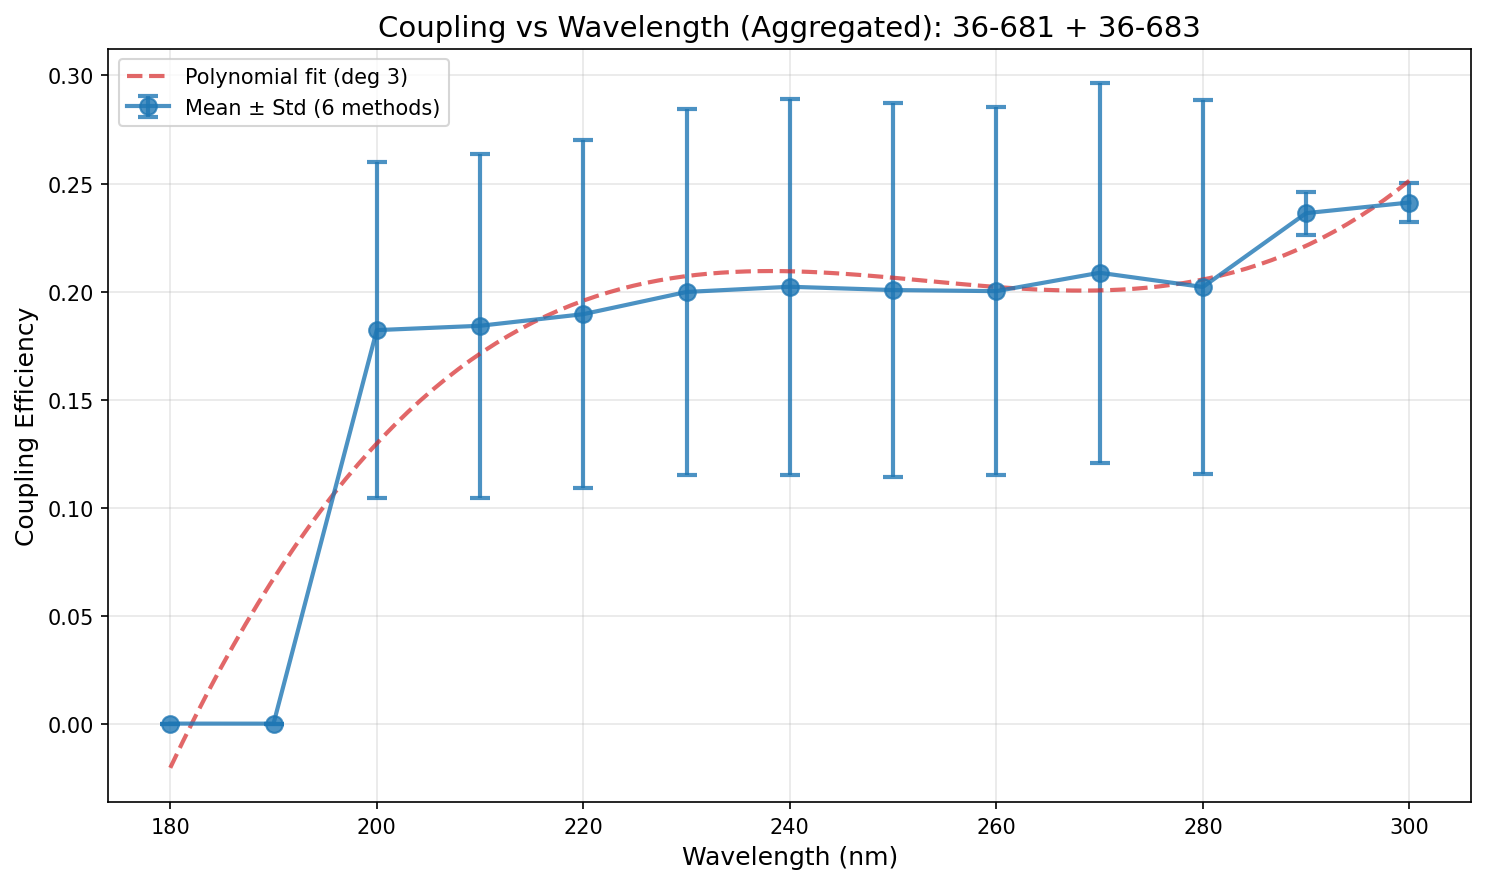 Coupling vs Wavelength (Aggregated): 36-681 + 36-683
Polynomial fit (deg 3)
Mean ± Std (6 methods)
0.30
0.25
0.20
0.15
0.10
0.05
0.00
Coupling Efficiency
180 200 220 240 260 280 300
Wavelength (nm)